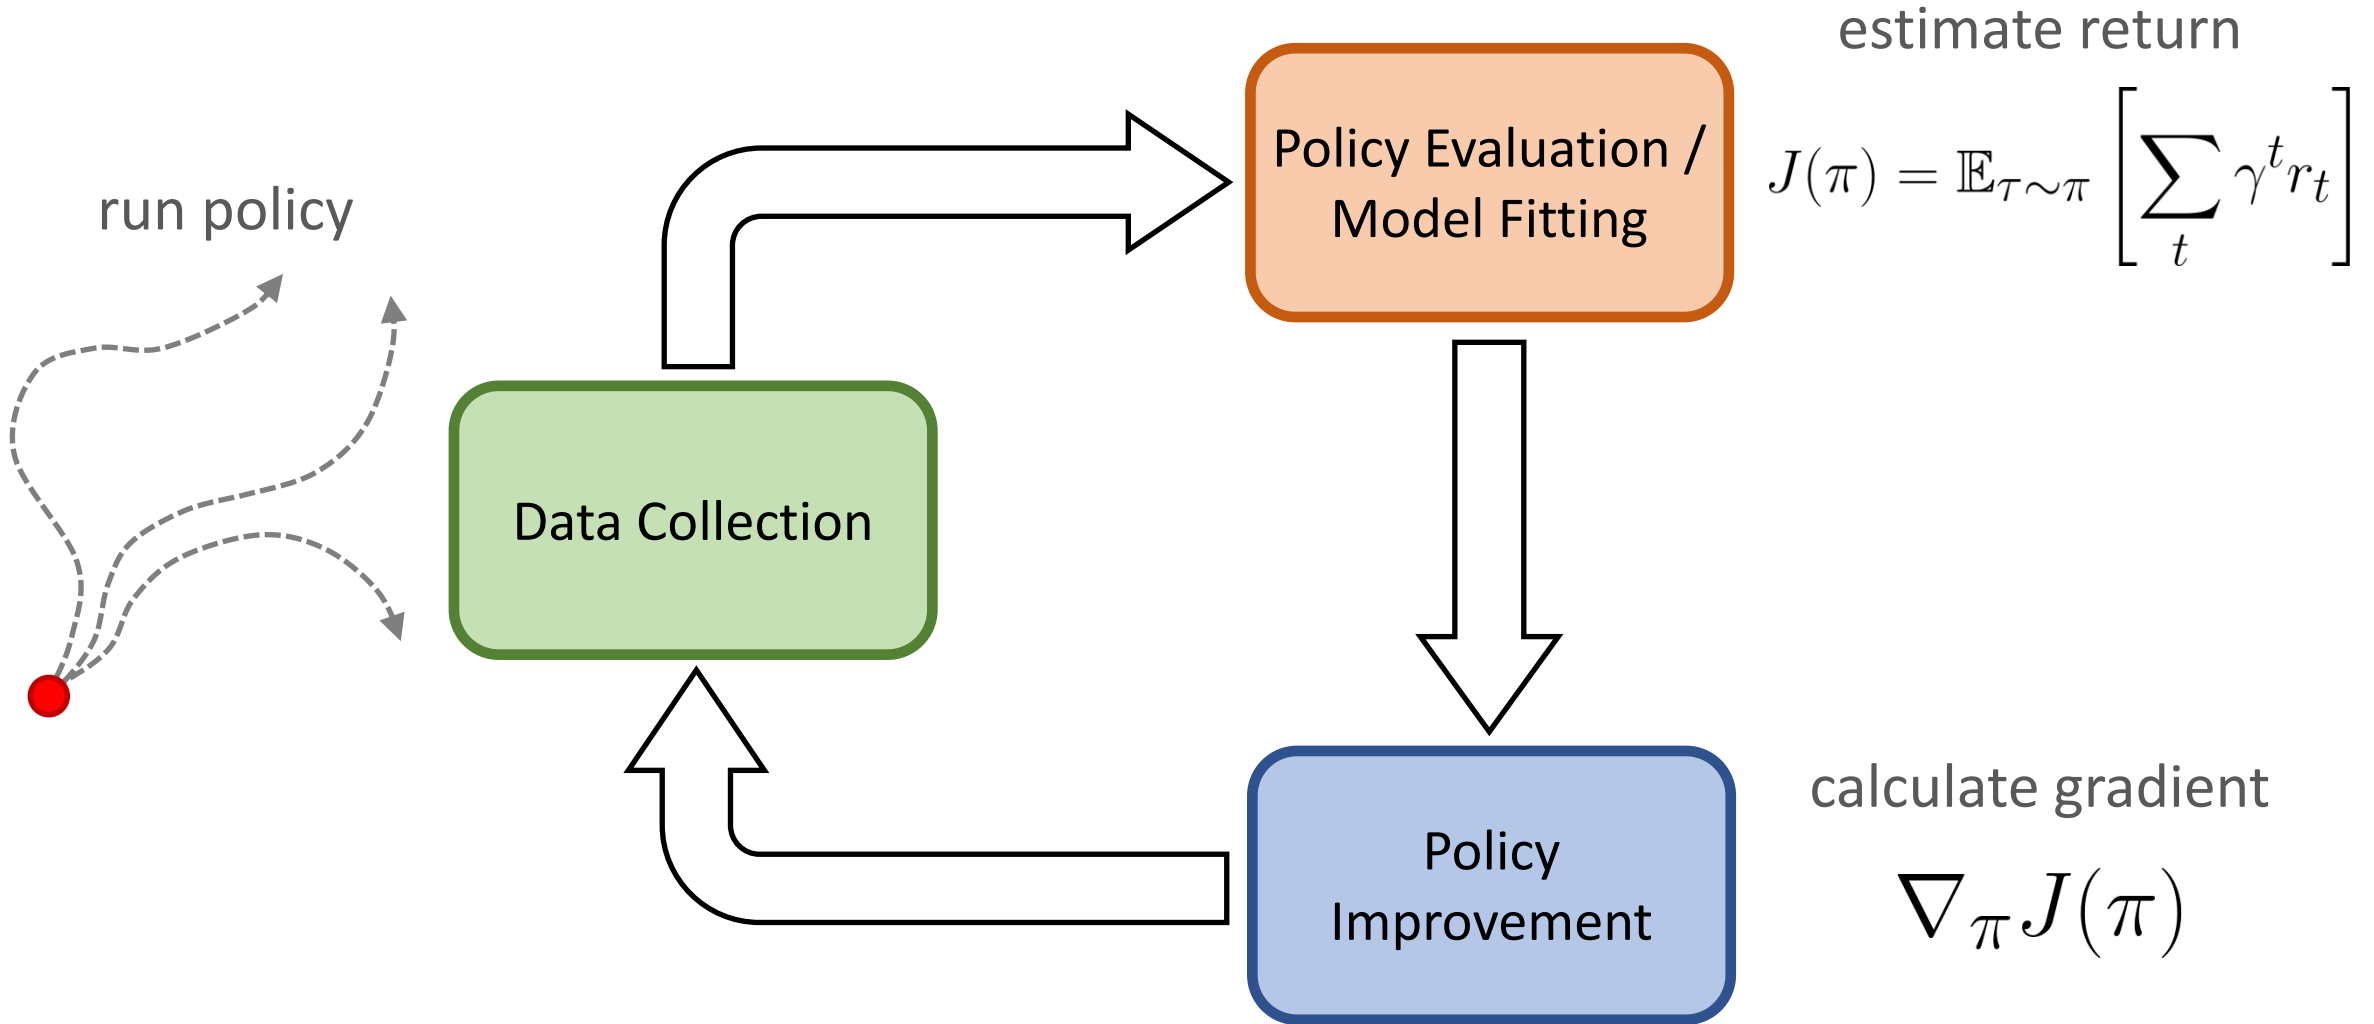 run policy
Data Collection
Policy Evaluation /
Model Fitting
estimate return
J(π) = 𝔼_{τ∼π} [∑_t γ^t r_t]
Policy
Improvement
calculate gradient
∇_π J(π)